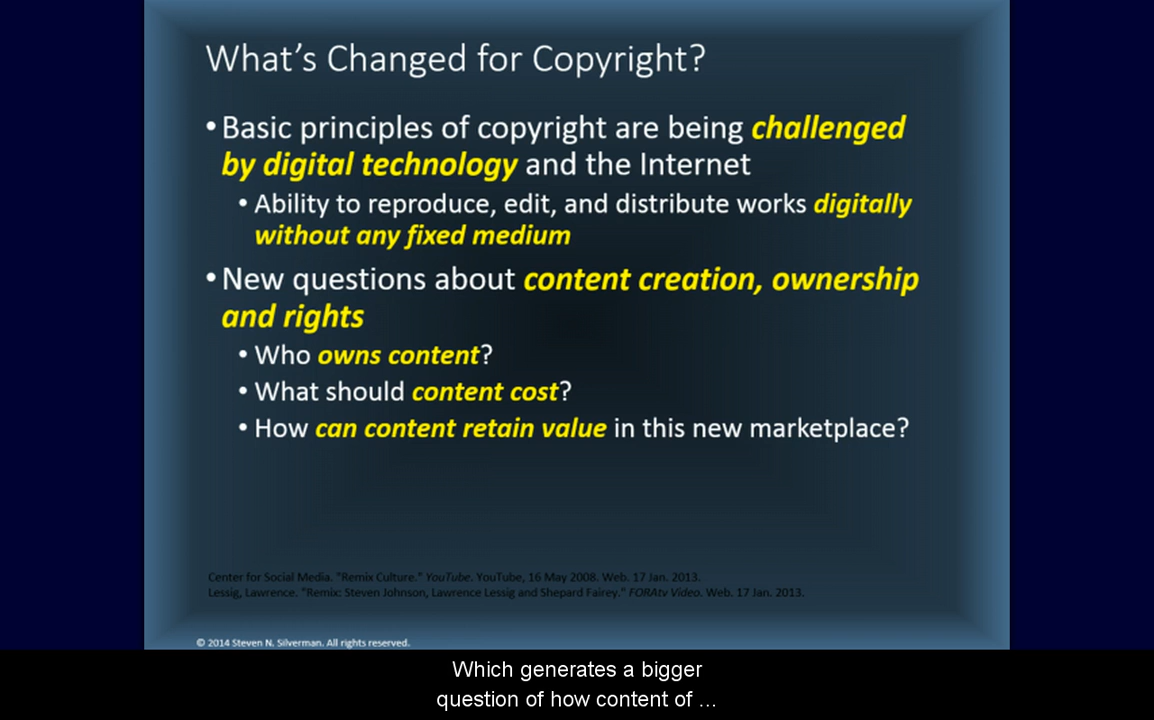 What’s Changed for Copyright?
• Basic principles of copyright are being challenged
by digital technology and the Internet
• Ability to reproduce, edit, and distribute works digitally
without any fixed medium
• New questions about content creation, ownership
and rights
• Who owns content?
• What should content cost?
• How can content retain value in this new marketplace?
Center for Social Media. "Remix Culture." YouTube. YouTube, 16 May 2008. Web. 17 Jan. 2013.
Lessig, Lawrence. "Remix: Steven Johnson, Lawrence Lessig and Shepard Fairey." FORAtv Video. Web. 17 Jan. 2013.
© 2014 Steven N. Silverman. All rights reserved.
Which generates a bigger
question of how content of ...